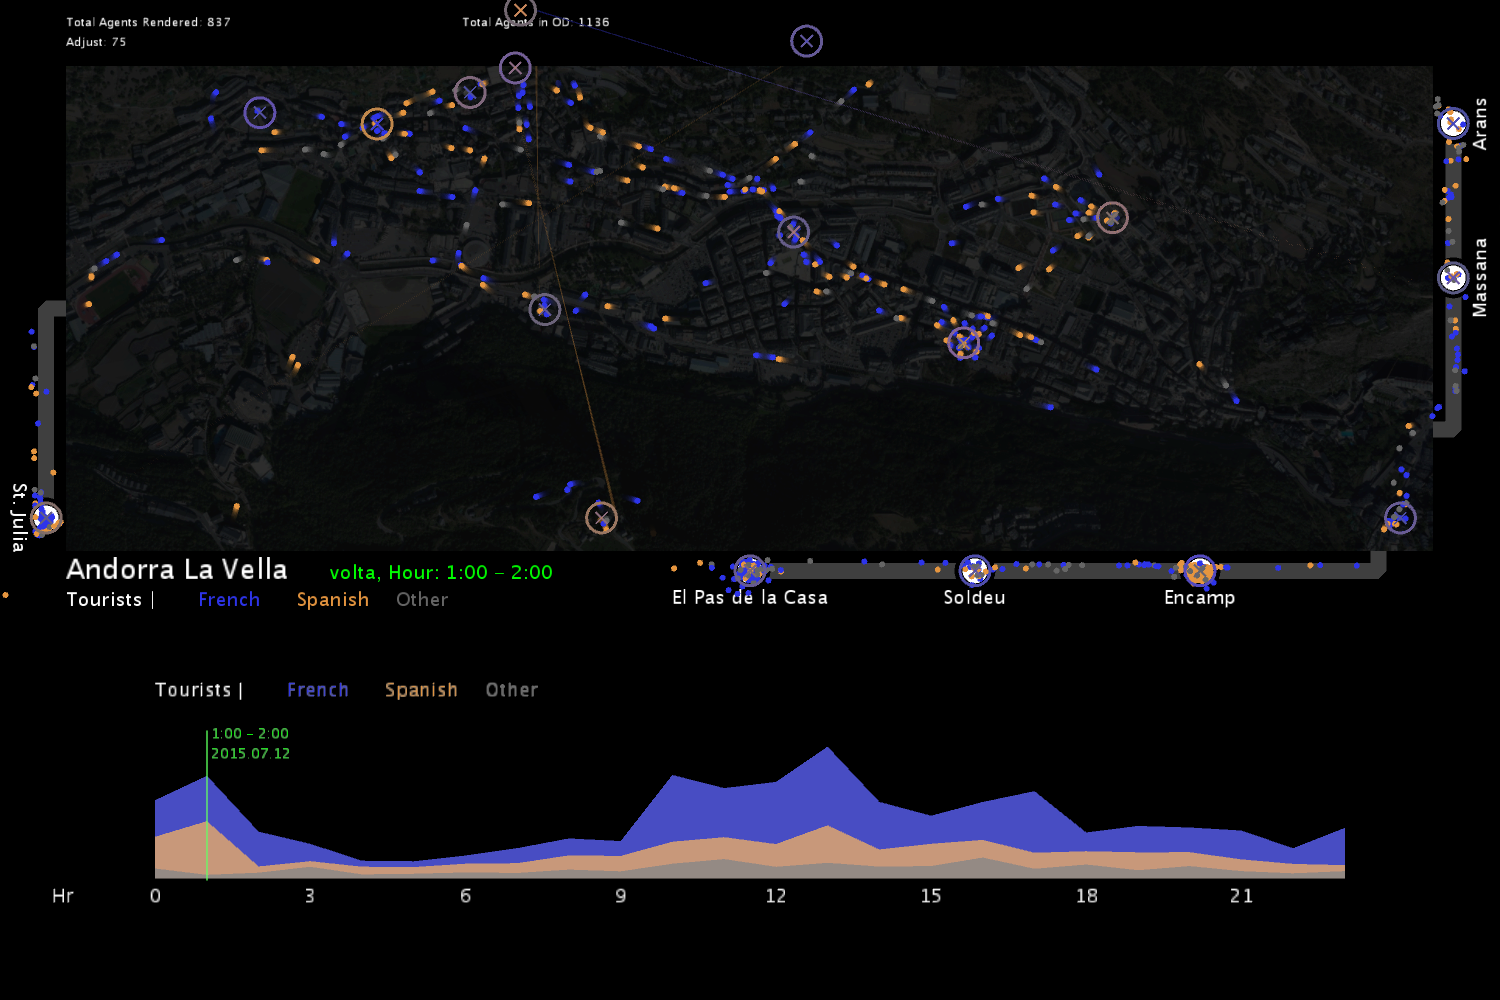 Total Agents Rendered: 837
Total Agents in OD: 1136
Adjust: 75
Arans
Massana
St. Julia
Andorra La Vella
volta, Hour: 1:00 – 2:00
Tourists | French Spanish Other
El Pas de la Casa
Soldeu
Encamp
Tourists | French Spanish Other
1:00 – 2:00
2015.07.12
Hr 0 3 6 9 12 15 18 21